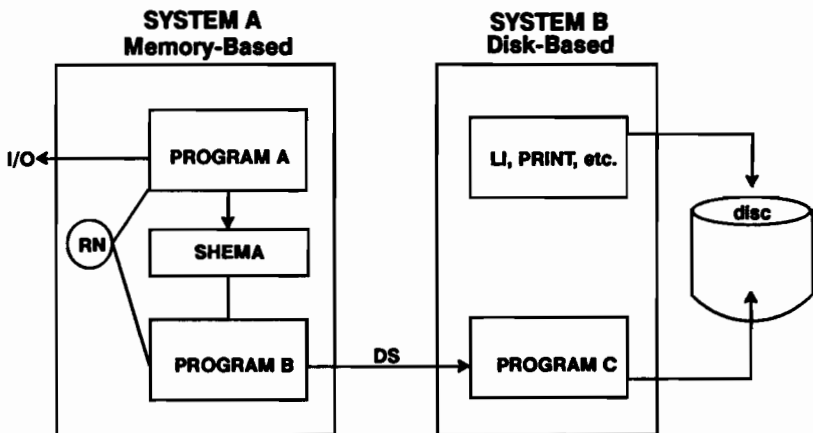 SYSTEM A
Memory-Based
SYSTEM B
Disk-Based
I/O
PROGRAM A
LI, PRINT, etc.
disc
RN
SHEMA
PROGRAM B
DS
PROGRAM C